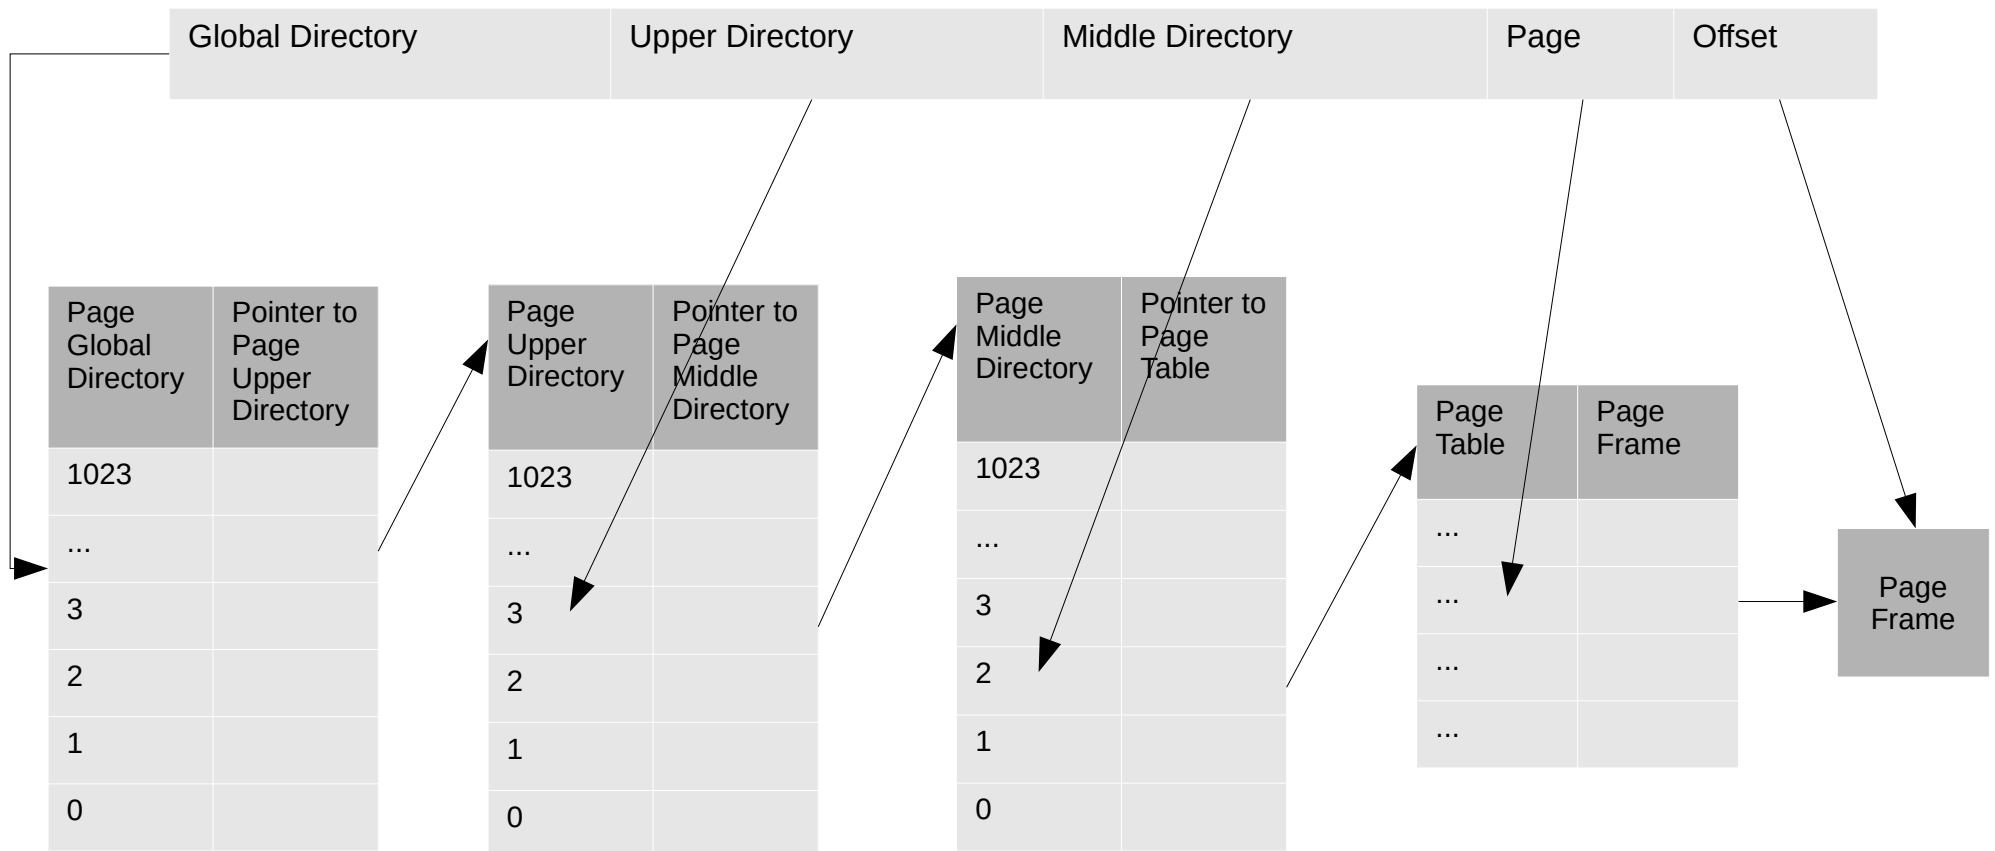 Global Directory
Upper Directory
Middle Directory
Page
Offset
Page
Global
Directory
Pointer to
Page
Upper
Directory
1023
...
3
2
1
0
Page
Upper
Directory
Pointer to
Page
Middle
Directory
1023
...
3
2
1
0
Page
Middle
Directory
Pointer to
Page
Table
1023
...
3
2
1
0
Page
Table
Page
Frame
...
...
...
...
Page
Frame